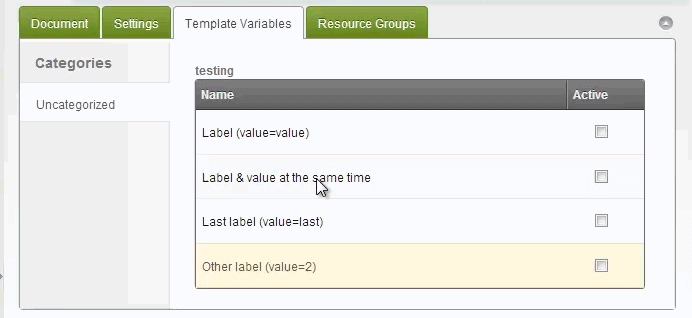 Document Settings Template Variables Resource Groups
Categories
Uncategorized
testing
Name Active
Label (value=value)
Label & value at the same time
Last label (value=last)
Other label (value=2)